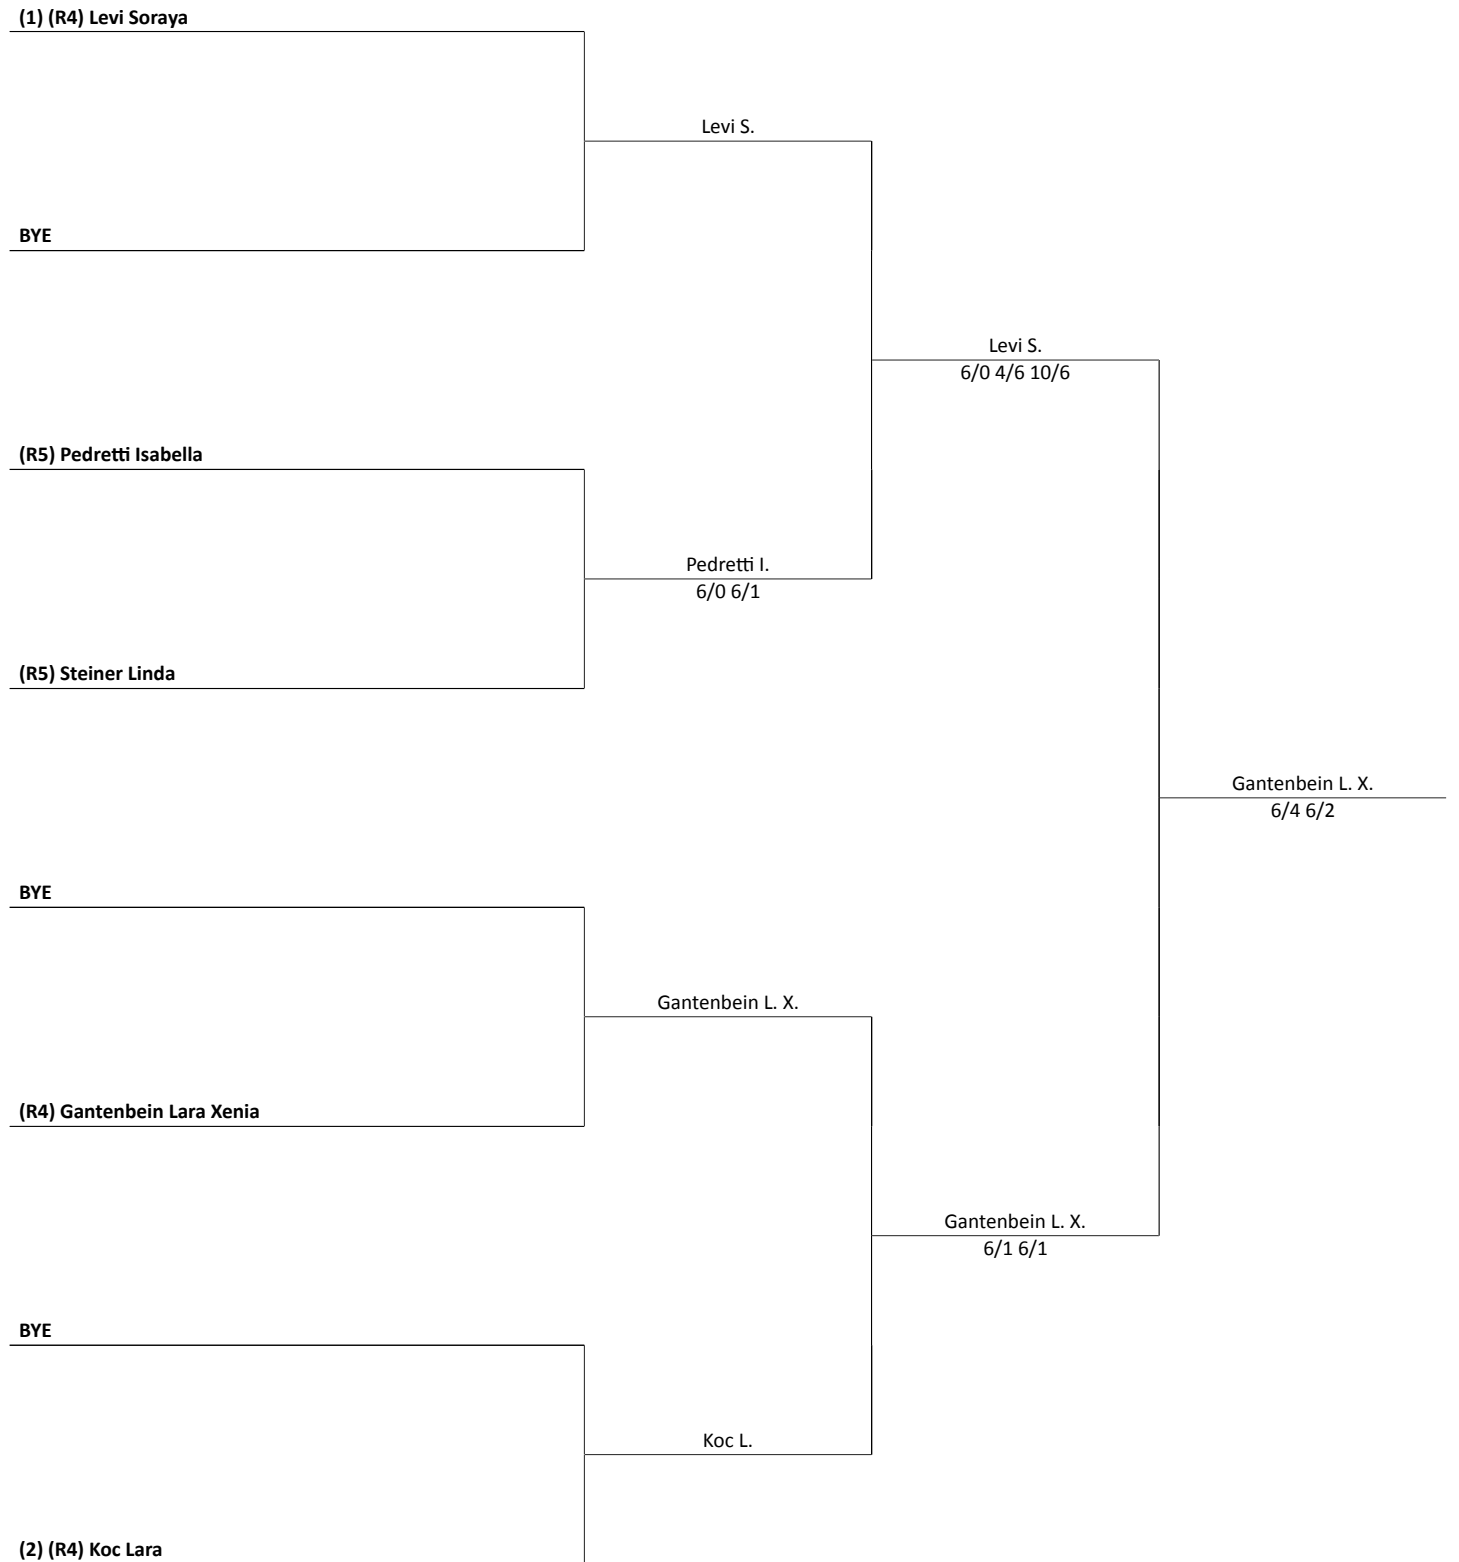 (1) (R4) Levi Soraya
Levi S.
BYE
Levi S.
6/0 4/6 10/6
(R5) Pedretti Isabella
Pedretti I.
6/0 6/1
(R5) Steiner Linda
Gantenbein L. X.
6/4 6/2
BYE
Gantenbein L. X.
(R4) Gantenbein Lara Xenia
Gantenbein L. X.
6/1 6/1
BYE
Koc L.
(2) (R4) Koc Lara